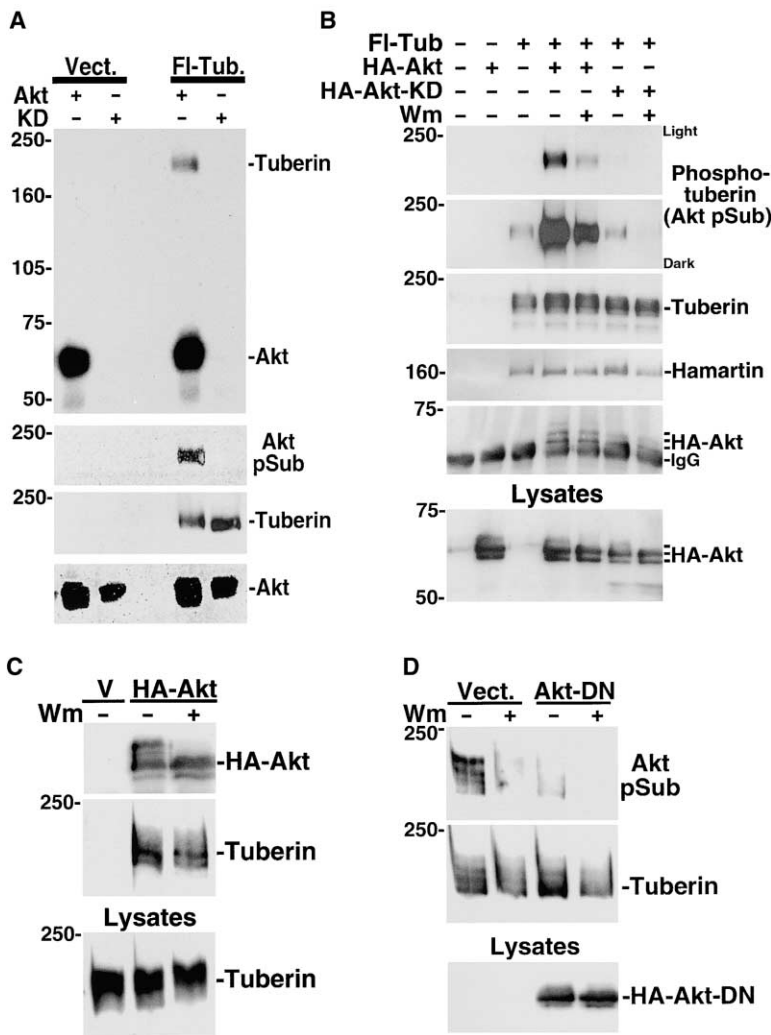 A
Vect. Fl-Tub.
Akt + – + –
KD – + – +
250-
-Tuberin
160-
105-
75-
-Akt
50-
250- Akt
pSub
250-
-Tuberin
-Akt
B
Fl-Tub – – + + + + +
HA-Akt – + – + + – –
HA-Akt-KD – – – – – + +
Wm – – – – + – +
250- Light
Phospho-
tuberin
250- (Akt pSub)
Dark
250-
-Tuberin
160- -Hamartin
75-
HA-Akt
-IgG
Lysates
75-
HA-Akt
50-
C
V HA-Akt
Wm – – +
-HA-Akt
250-
-Tuberin
Lysates
250-
-Tuberin
D
Vect. Akt-DN
Wm – + – +
250-
Akt
pSub
250-
-Tuberin
Lysates
-HA-Akt-DN